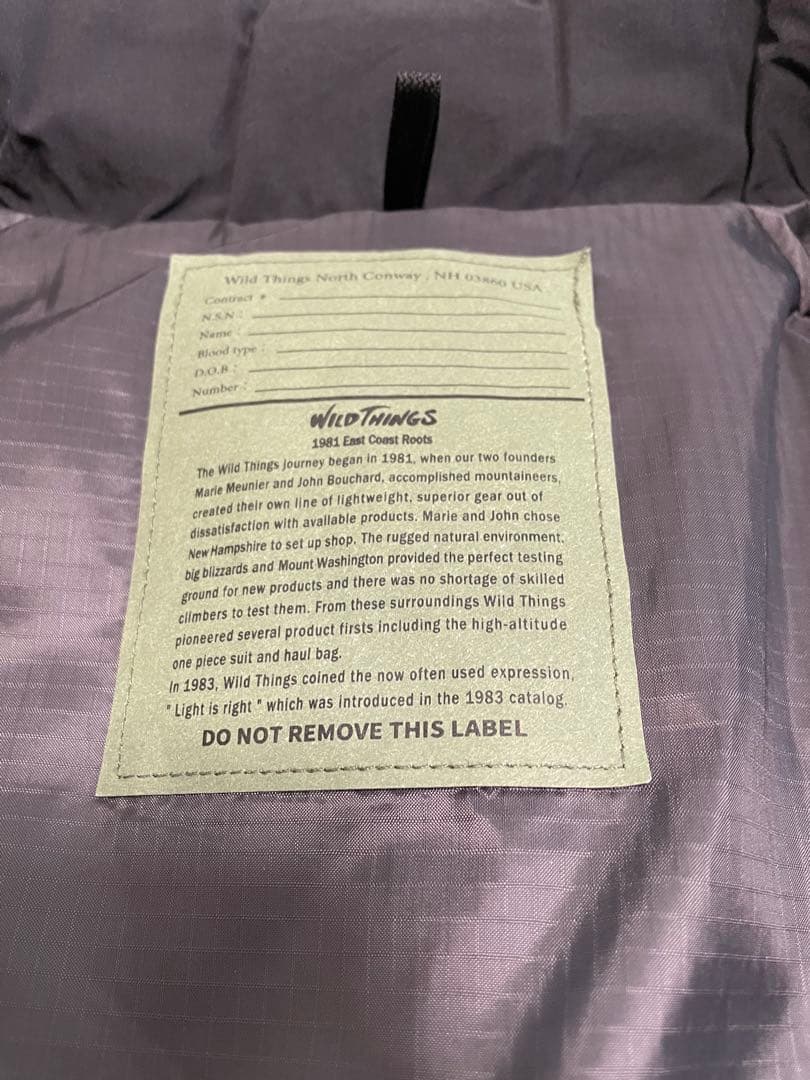 Wild Things North Conway , NH 03860 USA
Contract #
N.S.N :
Name :
Blood type :
D.O.B :
Number :
WILD THINGS
1981 East Coast Roots
The Wild Things journey began in 1981, when our two founders
Marie Meunier and John Bouchard, accomplished mountaineers,
created their own line of lightweight, superior gear out of
dissatisfaction with available products. Marie and John chose
New Hampshire to set up shop. The rugged natural environment,
big blizzards and Mount Washington provided the perfect testing
ground for new products and there was no shortage of skilled
climbers to test them. From these surroundings Wild Things
pioneered several product firsts including the high-altitude
one piece suit and haul bag.
In 1983, Wild Things coined the now often used expression,
" Light is right " which was introduced in the 1983 catalog.
DO NOT REMOVE THIS LABEL